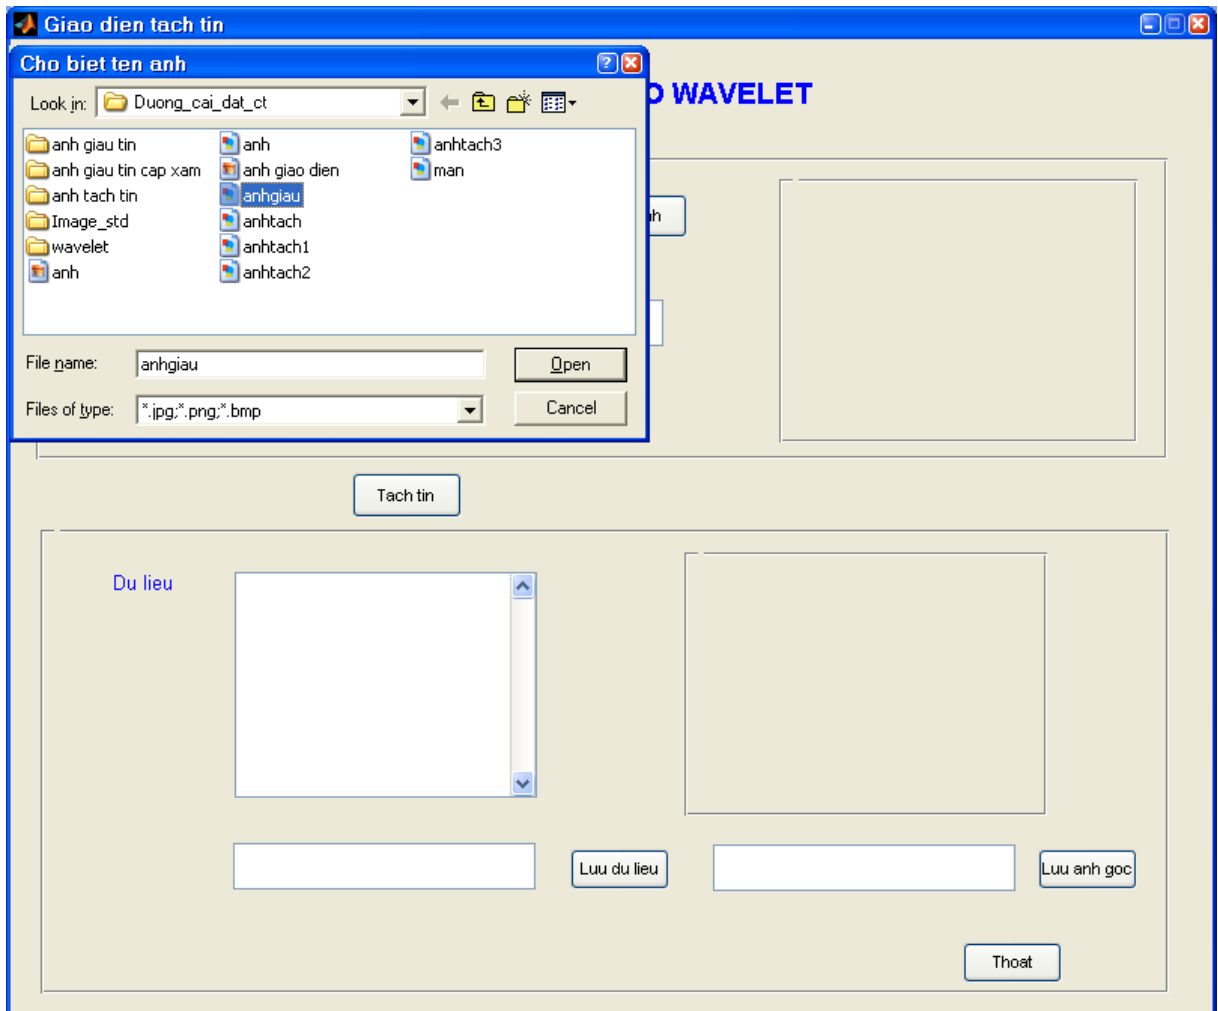 Giao dien tach tin
Cho biet ten anh
Look in: Duong_cai_dat_ct
O WAVELET
anh giau tin
anh giau tin cap xam
anh tach tin
Image_std
wavelet
anh
anh
anh giao dien
anhgiau
anhtach
anhtach1
anhtach2
anhtach3
man
nh
File name: anhgiau Open
Files of type: *.jpg;*.png;*.bmp Cancel
Tach tin
Du lieu
Luu du lieu
Luu anh goc
Thoat